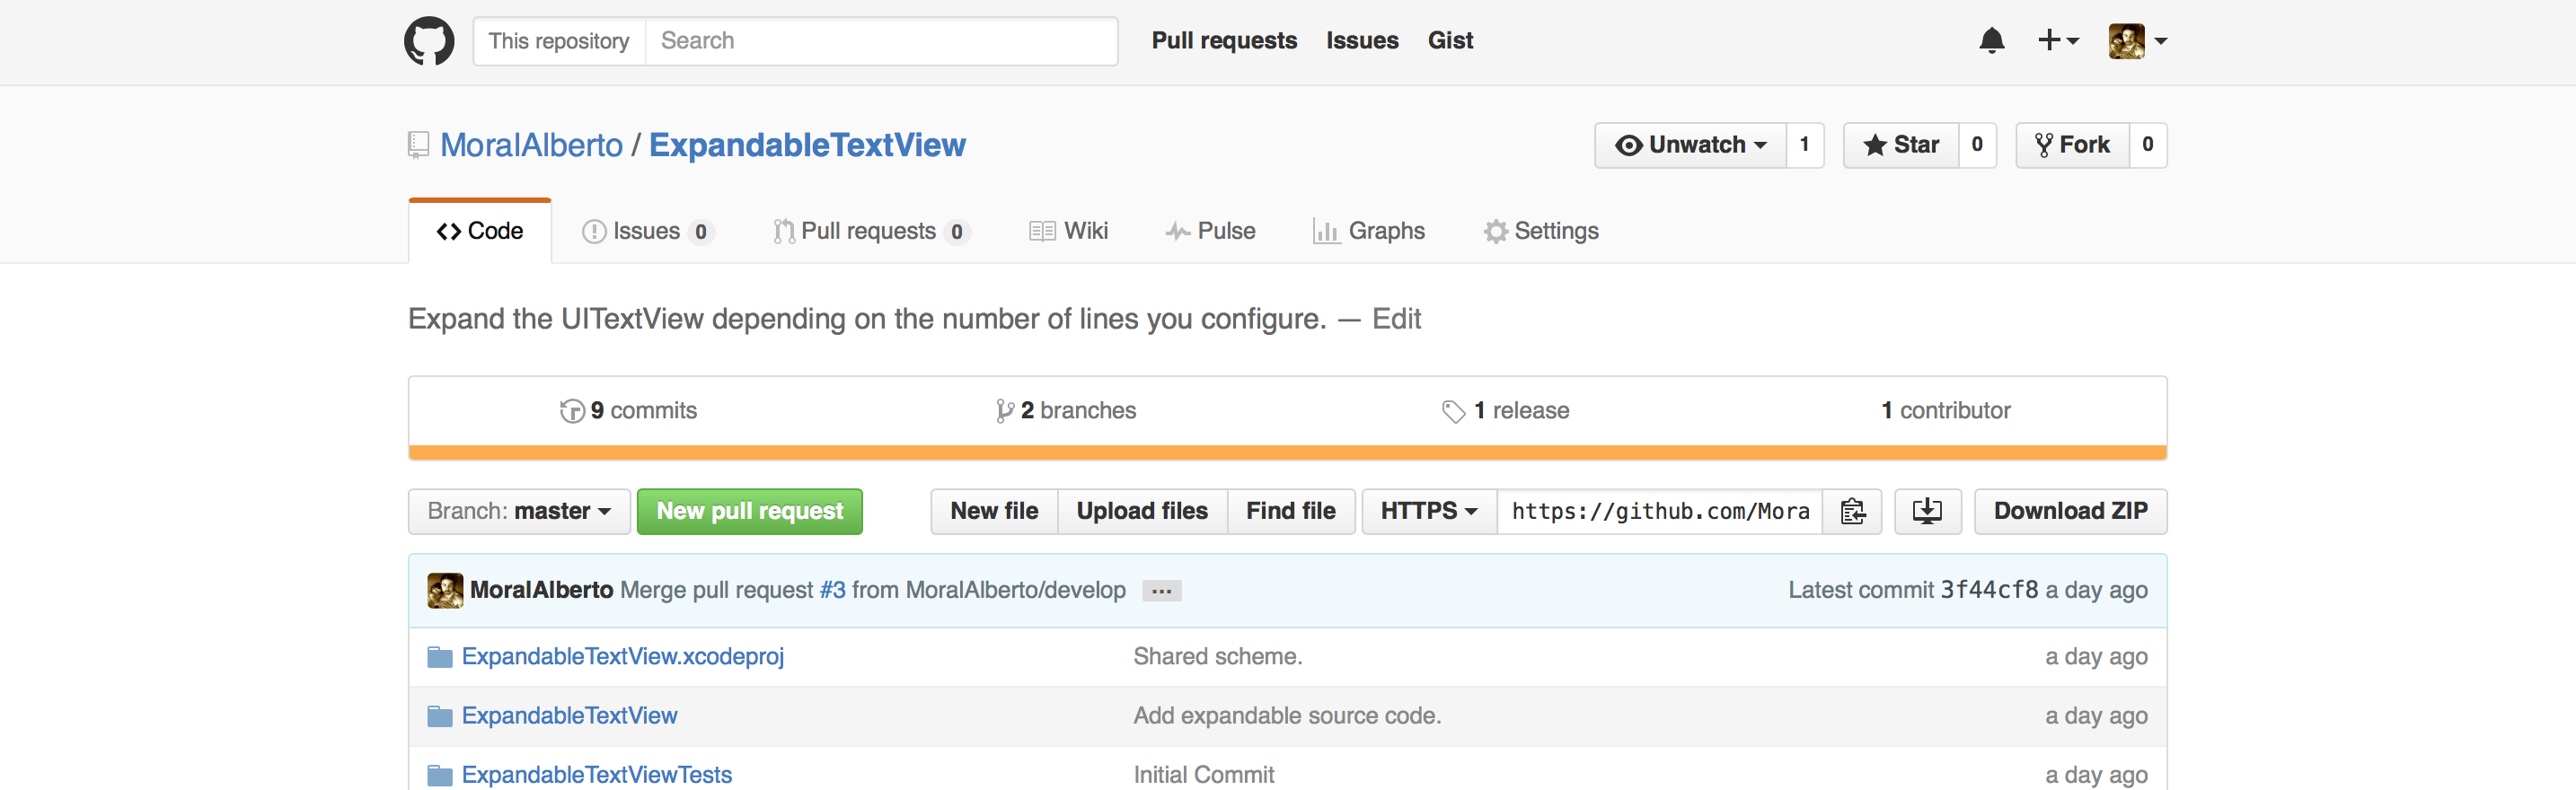 This repository Search Pull requests Issues Gist
MoralAlberto / ExpandableTextView Unwatch 1 Star 0 Fork 0
Code Issues 0 Pull requests 0 Wiki Pulse Graphs Settings
Expand the UITextView depending on the number of lines you configure. — Edit
9 commits 2 branches 1 release 1 contributor
Branch: master New pull request New file Upload files Find file HTTPS https://github.com/Mora Download ZIP
MoralAlberto Merge pull request #3 from MoralAlberto/develop ... Latest commit 3f44cf8 a day ago
ExpandableTextView.xcodeproj Shared scheme. a day ago
ExpandableTextView Add expandable source code. a day ago
ExpandableTextViewTests Initial Commit a day ago